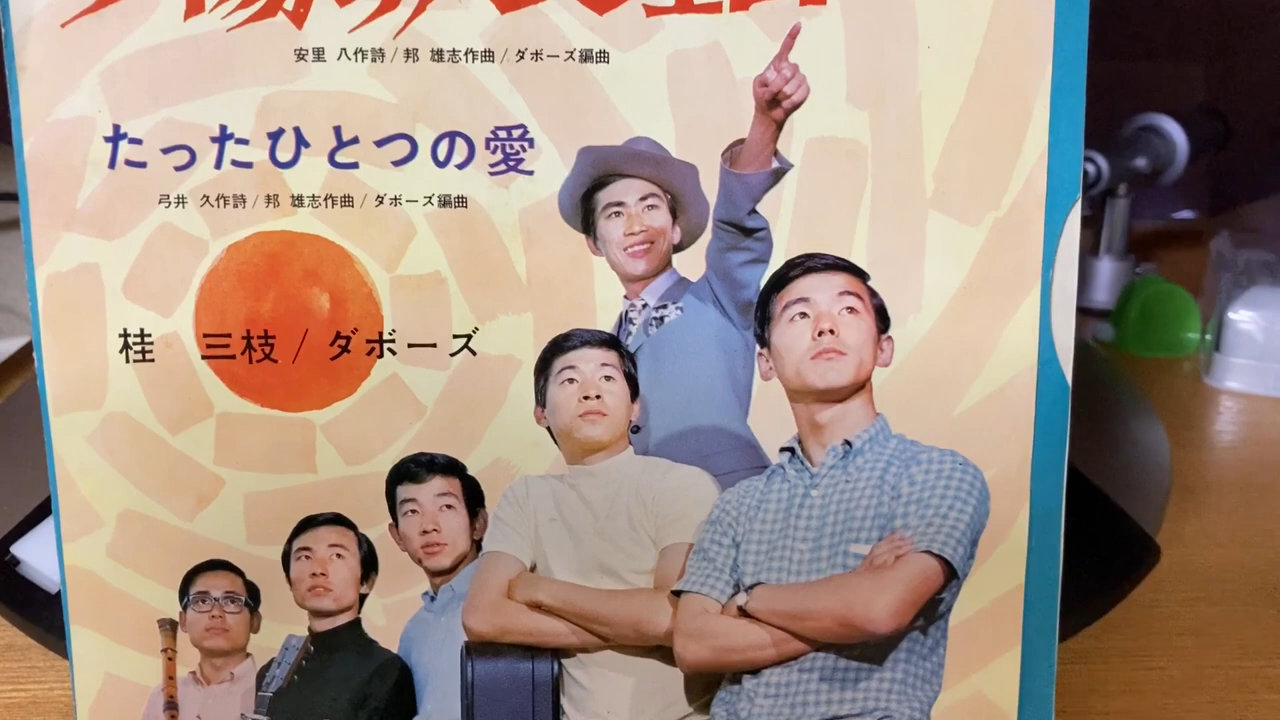 安里 八作詩/邦 雄志作曲/ダボーズ編曲
たったひとつの愛
弓井 久作詩/邦 雄志作曲/ダボーズ編曲
桂 三枝/ダボーズ